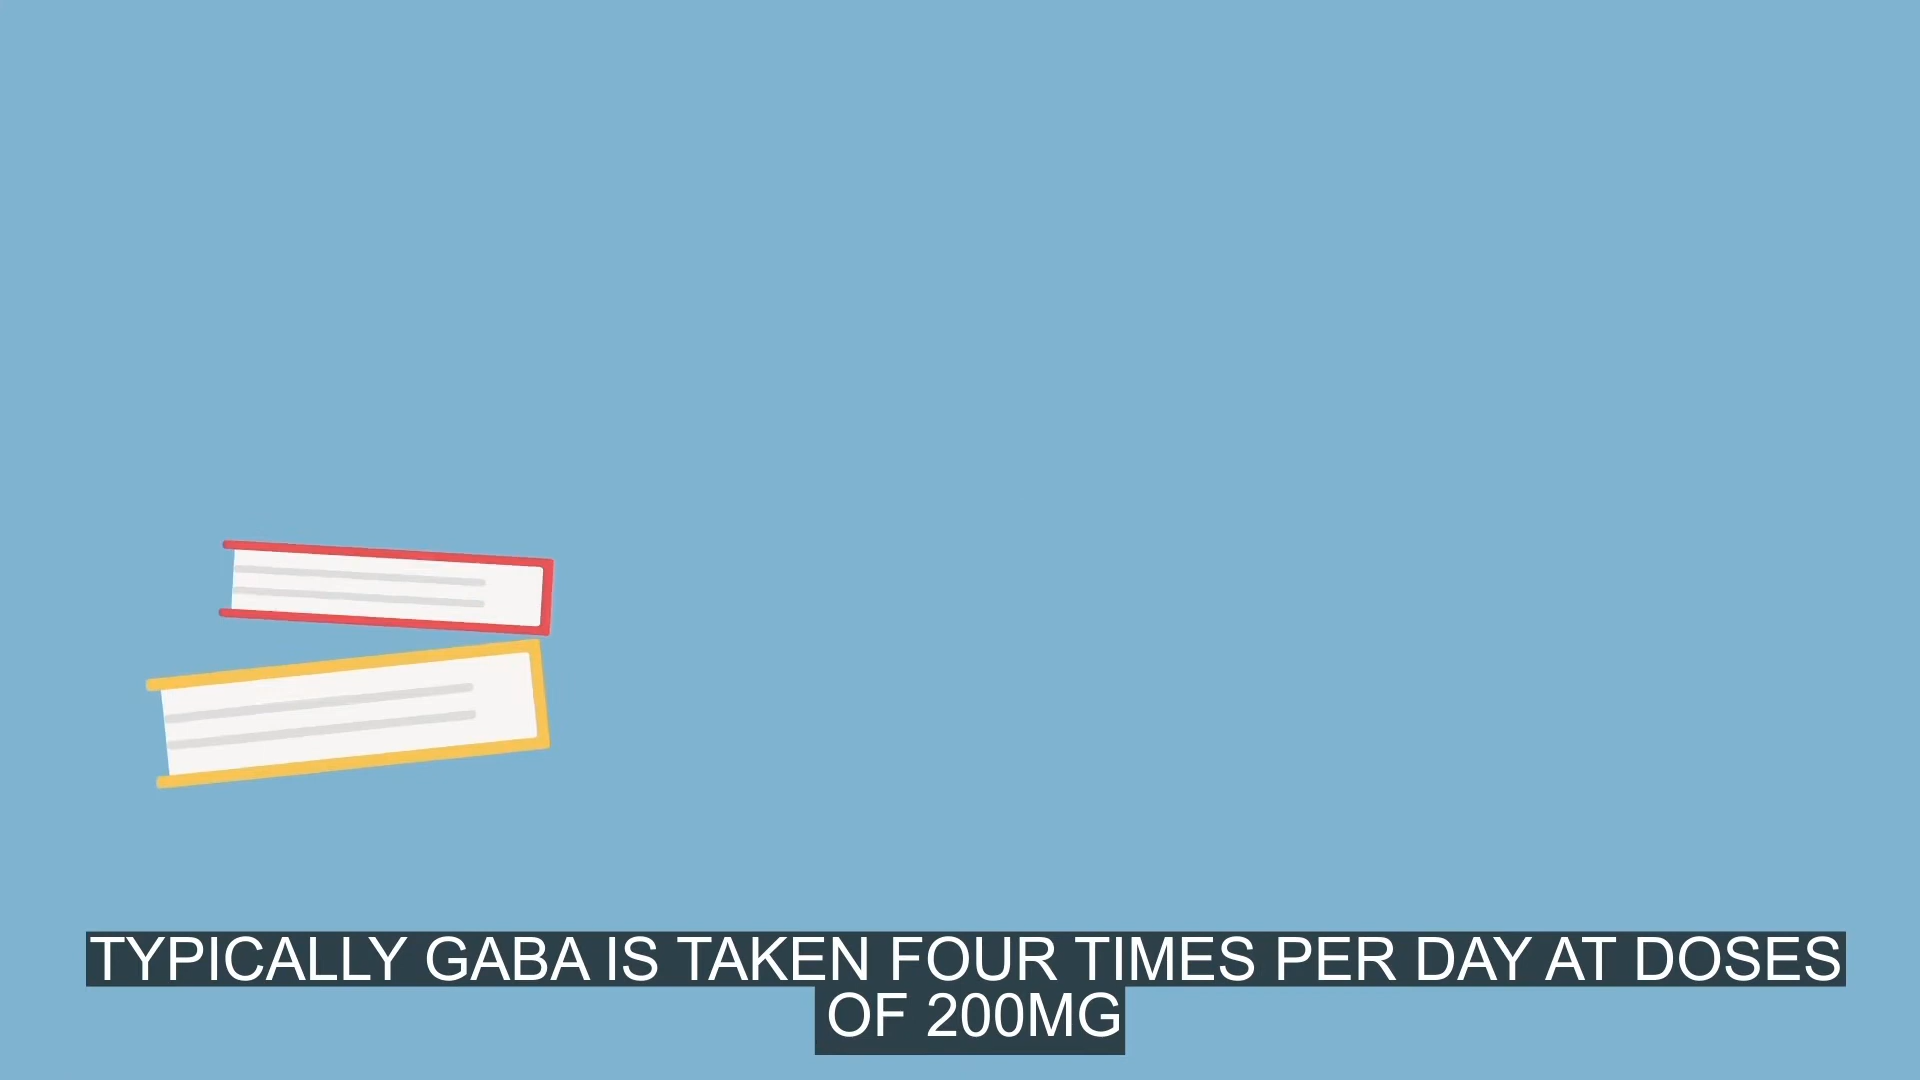 TYPICALLY GABA IS TAKEN FOUR TIMES PER DAY AT DOSES
OF 200MG